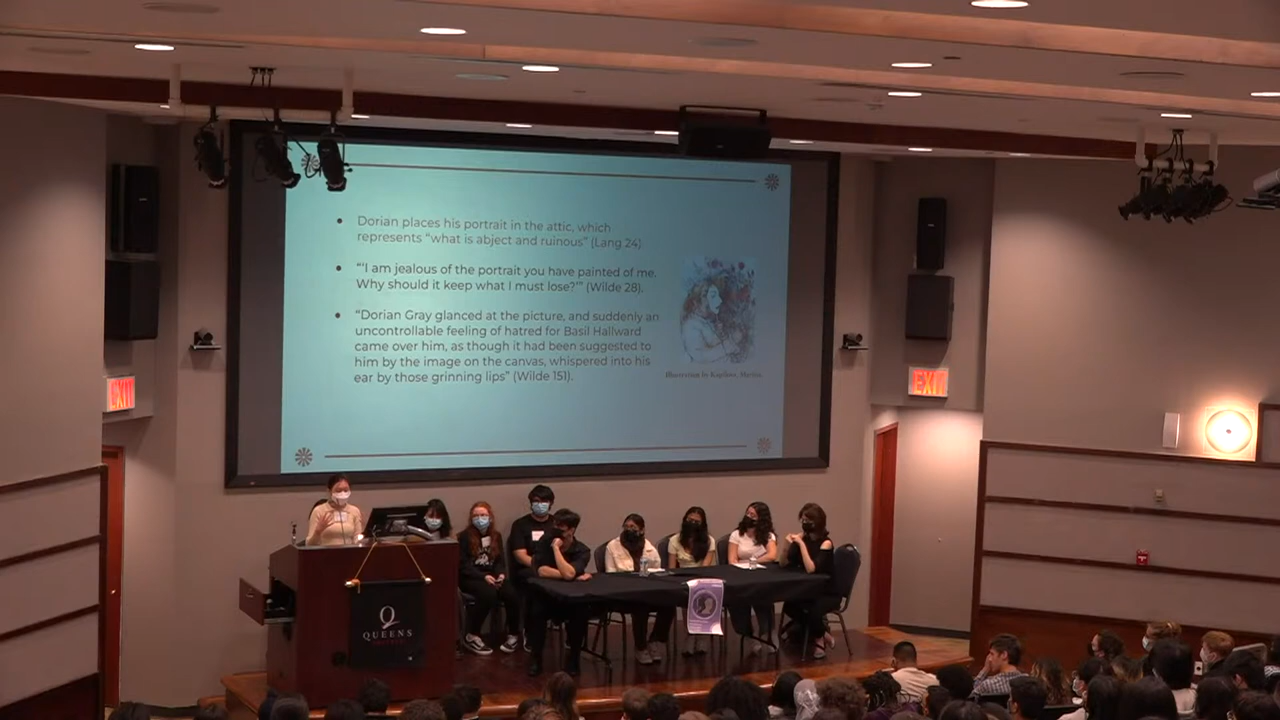 Dorian places his portrait in the attic, which
represents “what is abject and ruinous” (Lang 24)
“‘I am jealous of the portrait you have painted of me.
Why should it keep what I must lose?’” (Wilde 28).
“Dorian Gray glanced at the picture, and suddenly an
uncontrollable feeling of hatred for Basil Hallward
came over him, as though it had been suggested to
him by the image on the canvas, whispered into his
ear by those grinning lips” (Wilde 151).
Illustration by
EXIT
EXIT
Q
QUEENS